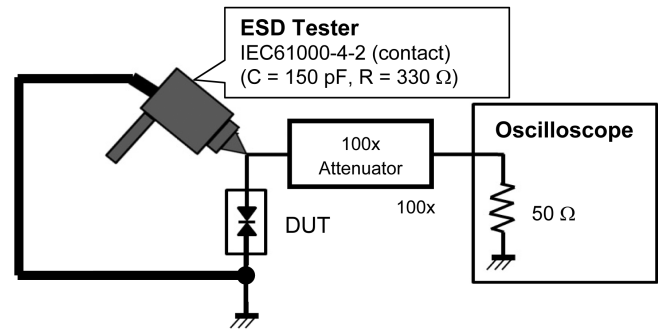 ESD Tester
IEC61000-4-2 (contact)
(C = 150 pF, R = 330 Ω)
100x
Attenuator
Oscilloscope
100x
50 Ω
DUT